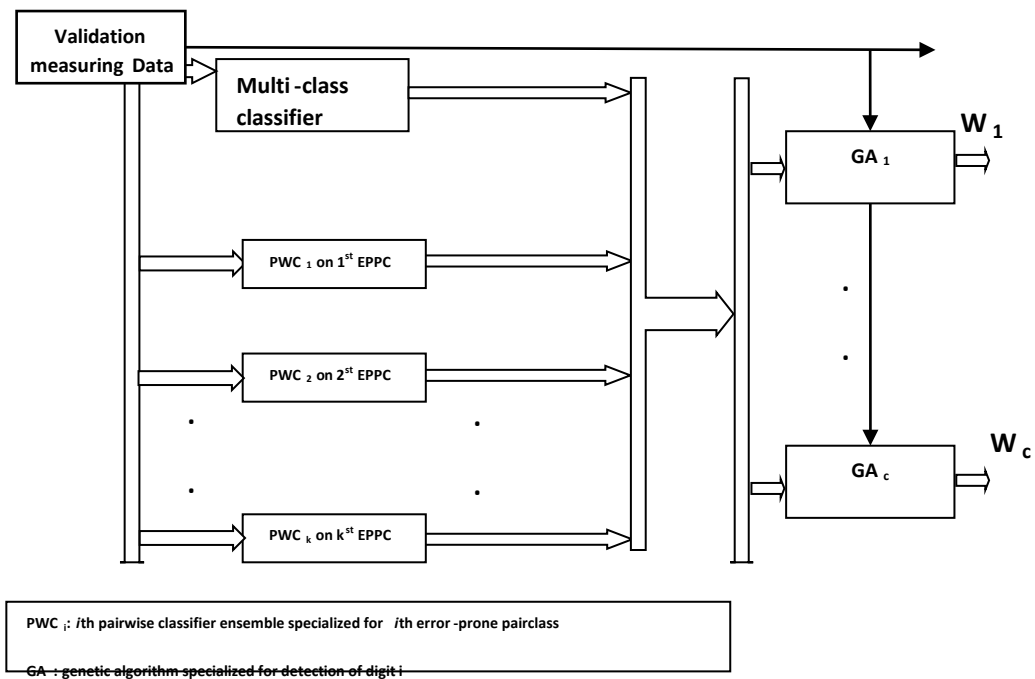 Validation
measuring Data
Multi-class
classifier
W 1
GA 1
PWC 1 on 1st EPPC
PWC 2 on 2st EPPC
W c
GA c
PWC k on kst EPPC
PWC i: ith pairwise classifier ensemble specialized for ith error-prone pairclass
GA : genetic algorithm specialized for detection of digit i